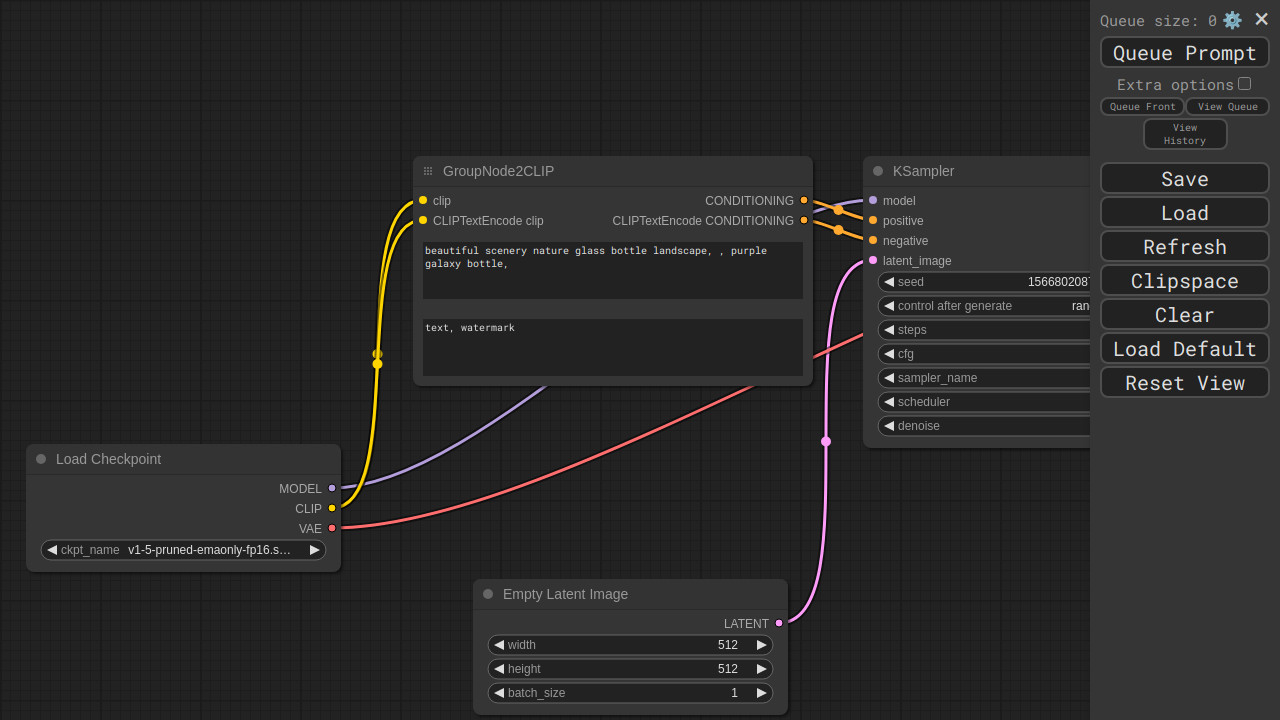 Queue size: 0
Queue Prompt
Extra options
Queue Front
View Queue
View
History
Save
Load
Refresh
Clipspace
Clear
Load Default
Reset View
GroupNode2CLIP
clip
CONDITIONING
CLIPTextEncode clip
CLIPTextEncode CONDITIONING
beautiful scenery nature glass bottle landscape, , purple
galaxy bottle,
text, watermark
KSampler
model
positive
negative
latent_image
seed 1566802087
control after generate ran
steps
cfg
sampler_name
scheduler
denoise
Load Checkpoint
MODEL
CLIP
VAE
ckpt_name v1-5-pruned-emaonly-fp16.s…
Empty Latent Image
LATENT
width 512
height 512
batch_size 1